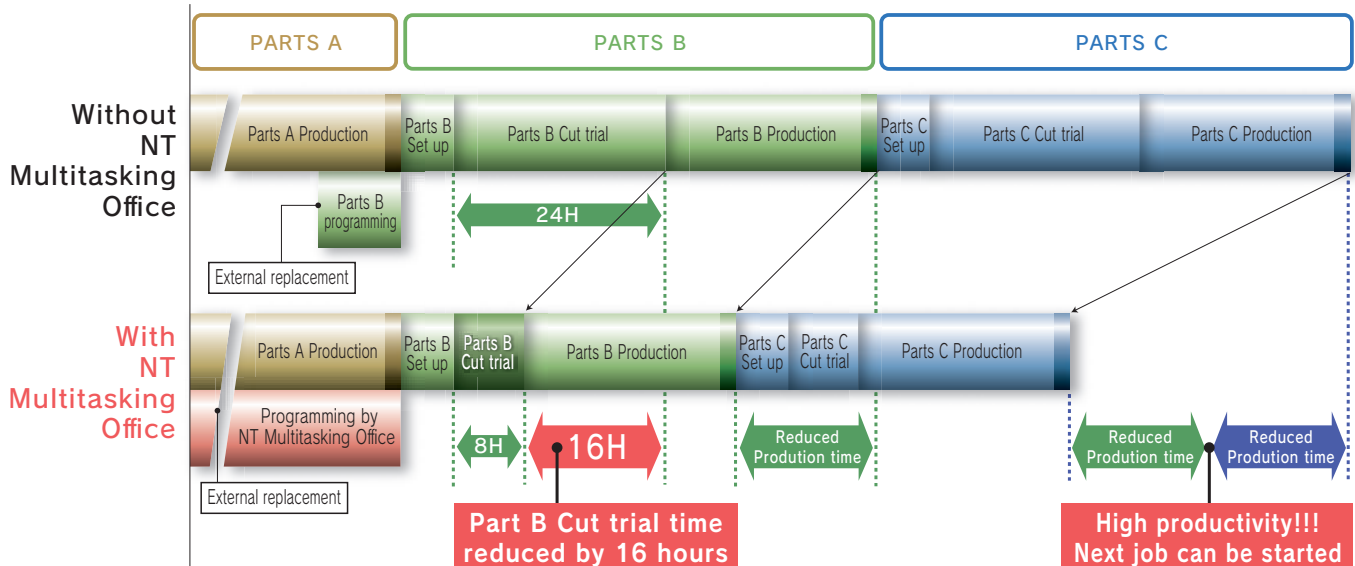 PARTS A
PARTS B
PARTS C
Without
NT
Multitasking
Office
Parts A Production
Parts B
Set up
Parts B Cut trial
Parts B Production
Parts C
Set up
Parts C Cut trial
Parts C Production
Parts B
programming
24H
External replacement
With
NT
Multitasking
Office
Parts A Production
Parts B
Set up
Parts B
Cut trial
Parts B Production
Parts C
Set up
Parts C
Cut trial
Parts C Production
Programming by
NT Multitasking Office
8H
16H
Reduced
Prodution time
Reduced
Prodution time
Reduced
Prodution time
External replacement
Part B Cut trial time
reduced by 16 hours
High productivity!!!
Next job can be started